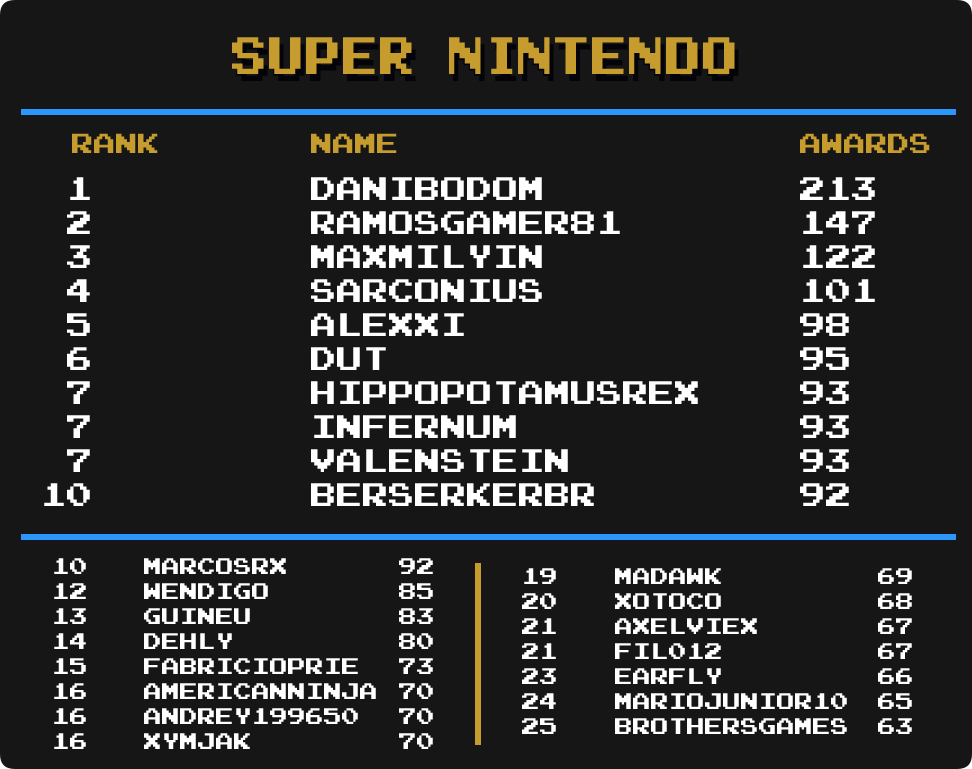 SUPER NINTENDO
RANK NAME AWARDS
1 DANIBODOM 213
2 RAMOSGAMER81 147
3 MAXMILYIN 122
4 SARCONIUS 101
5 ALEXXI 98
6 DUT 95
7 HIPPOPOTAMUSREX 93
7 INFERNUM 93
7 VALENSTEIN 93
10 BERSERKERBR 92
10 MARCOSRX 92
12 WENDIGO 85
13 GUINEU 83
14 DEHLY 80
15 FABRICIOPRIE 73
16 AMERICANNINJA 70
16 ANDREY199650 70
16 XYMJAK 70
19 MADAWK 69
20 XOTOCO 68
21 AXELVIEX 67
21 FILO12 67
23 EARFLY 66
24 MARIOJUNIOR10 65
25 BROTHERSGAMES 63